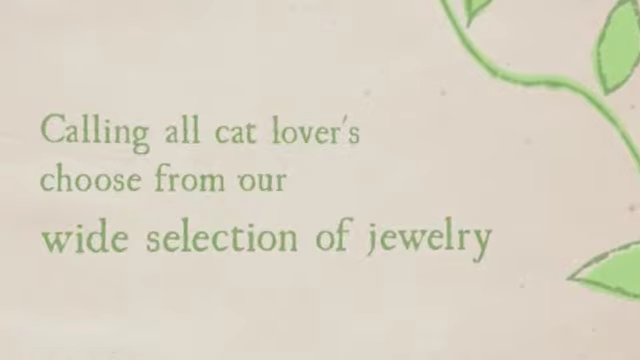 Calling all cat lover's
choose from our
wide selection of jewelry